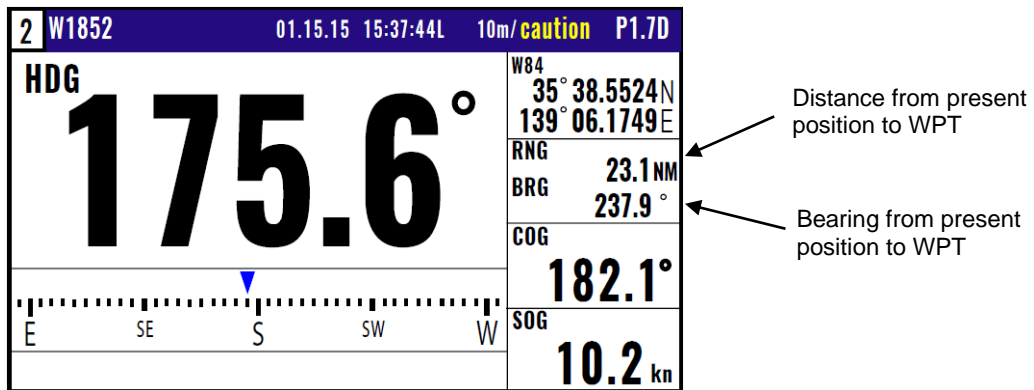 2 W1852 01.15.15 15:37:44L 10m/caution P1.7D
HDG
175.6°
E SE S SW W
W84
35°38.5524N
139°06.1749E
RNG 23.1NM
BRG 237.9°
COG
182.1°
SOG
10.2kn
Distance from present
position to WPT
Bearing from present
position to WPT